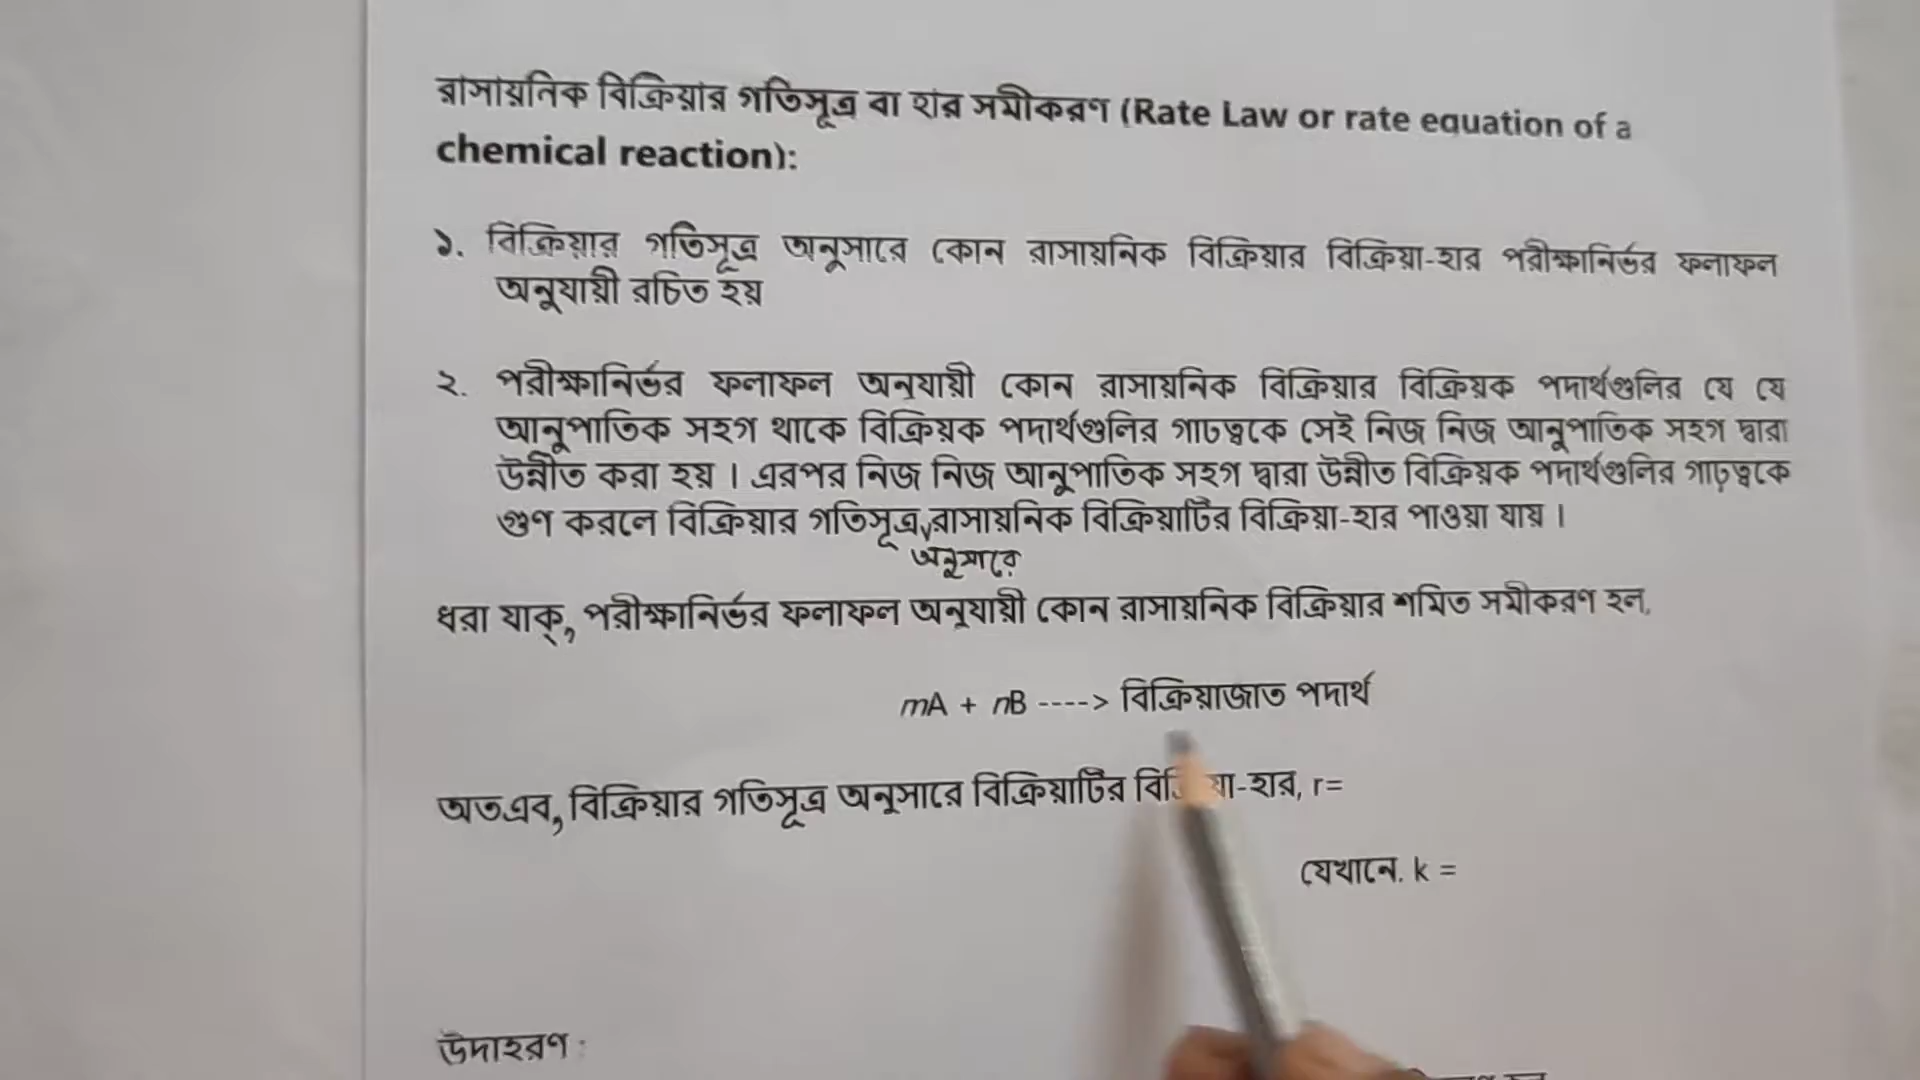 রাসায়নিক বিক্রিয়ার গতিসূত্র বা হার সমীকরণ (Rate Law or rate equation of a
chemical reaction):
১. বিক্রিয়ার গতিসূত্র অনুসারে কোন রাসায়নিক বিক্রিয়ার বিক্রিয়া-হার পরীক্ষানির্ভর ফলাফল
অনুযায়ী রচিত হয়
২. পরীক্ষানির্ভর ফলাফল অনুযায়ী কোন রাসায়নিক বিক্রিয়ার বিক্রিয়ক পদার্থগুলির যে যে
আনুপাতিক সহগ থাকে বিক্রিয়ক পদার্থগুলির গাঢত্বকে সেই নিজ নিজ আনুপাতিক সহগ দ্বারা
উন্নীত করা হয় । এরপর নিজ নিজ আনুপাতিক সহগ দ্বারা উন্নীত বিক্রিয়ক পদার্থগুলির গাঢ়ত্বকে
গুণ করলে বিক্রিয়ার গতিসূত্র রাসায়নিক বিক্রিয়াটির বিক্রিয়া-হার পাওয়া যায় ।
অনুসারে
ধরা যাক্, পরীক্ষানির্ভর ফলাফল অনুযায়ী কোন রাসায়নিক বিক্রিয়ার শমিত সমীকরণ হল,
mA + nB ----> বিক্রিয়াজাত পদার্থ
অতএব, বিক্রিয়ার গতিসূত্র অনুসারে বিক্রিয়াটির r=
যেখানে. k =
উদাহরণ :